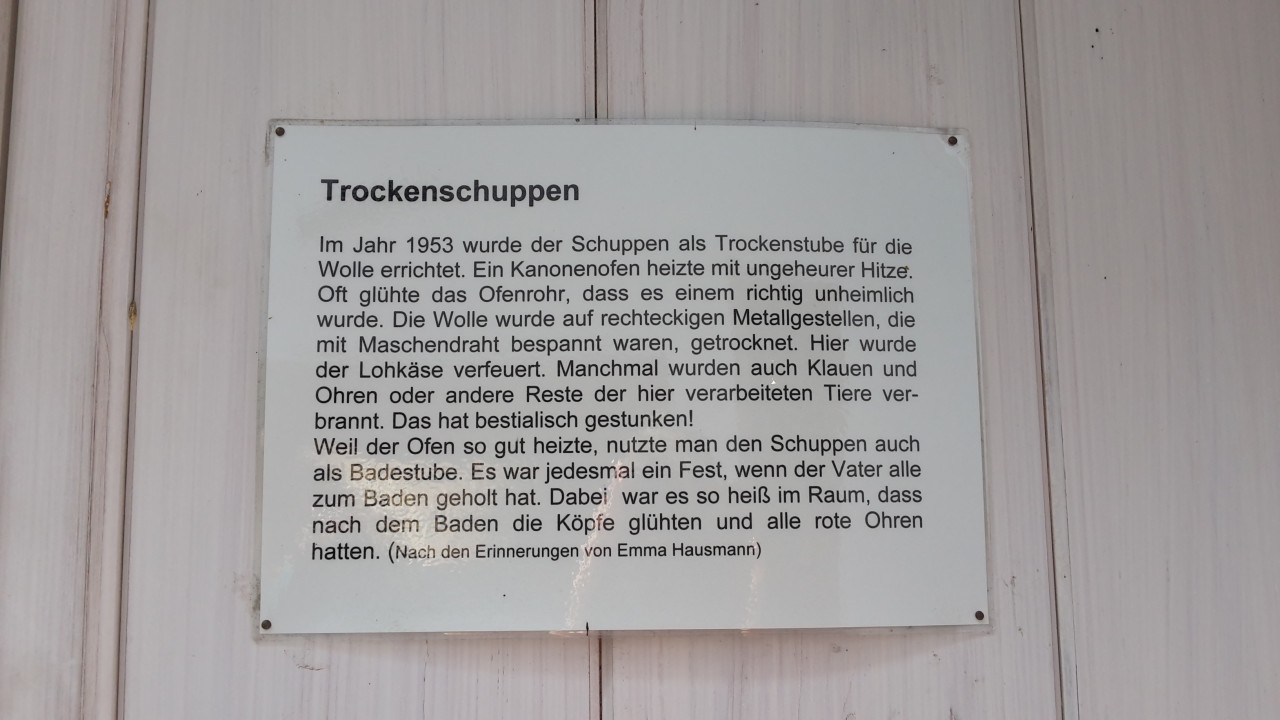 Trockenschuppen
Im Jahr 1953 wurde der Schuppen als Trockenstube für die
Wolle errichtet. Ein Kanonenofen heizte mit ungeheurer Hitze.
Oft glühte das Ofenrohr, dass es einem richtig unheimlich
wurde. Die Wolle wurde auf rechteckigen Metallgestellen, die
mit Maschendraht bespannt waren, getrocknet. Hier wurde
der Lohkäse verfeuert. Manchmal wurden auch Klauen und
Ohren oder andere Reste der hier verarbeiteten Tiere ver-
brannt. Das hat bestialisch gestunken!
Weil der Ofen so gut heizte, nutzte man den Schuppen auch
als Badestube. Es war jedesmal ein Fest, wenn der Vater alle
zum Baden geholt hat. Dabei war es so heiß im Raum, dass
nach dem Baden die Köpfe glühten und alle rote Ohren
hatten. (Nach den Erinnerungen von Emma Hausmann)